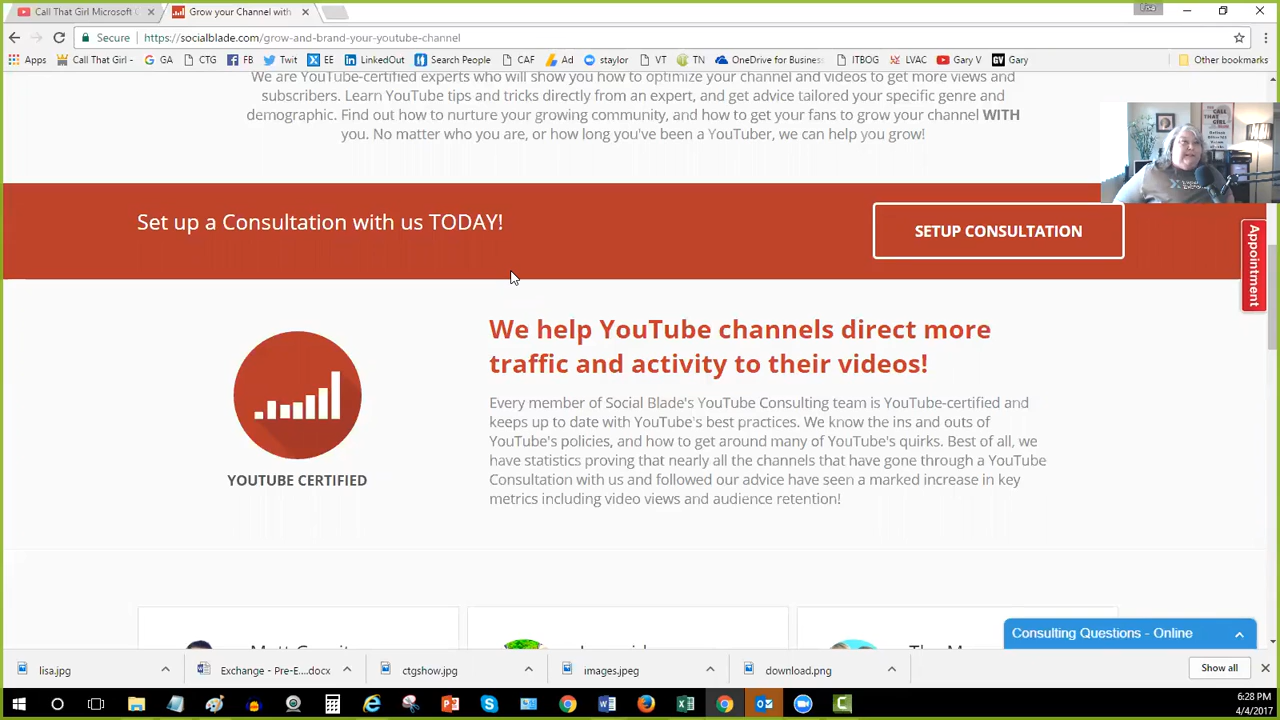 Lisa
Call That Girl Microsoft
Grow your Channel with
Secure
https://socialblade.com/grow-and-brand-your-youtube-channel
Apps
Call That Girl -
GA
CTG
FB
Twit
EE
LinkedOut
Search People
CAF
Ad
staylor
VT
TN
OneDrive for Business
ITBOG
LVAC
Gary V
Gary
Other bookmarks
We are YouTube-certified experts who will show you how to optimize your channel and videos to get more views and
subscribers. Learn YouTube tips and tricks directly from an expert, and get advice tailored your specific genre and
demographic. Find out how to nurture your growing community, and how to get your fans to grow your channel WITH
you. No matter who you are, or how long you've been a YouTuber, we can help you grow!
Set up a Consultation with us TODAY!
SETUP CONSULTATION
Appointment
We help YouTube channels direct more
traffic and activity to their videos!
Every member of Social Blade's YouTube Consulting team is YouTube-certified and
keeps up to date with YouTube's best practices. We know the ins and outs of
YouTube's policies, and how to get around many of YouTube's quirks. Best of all, we
have statistics proving that nearly all the channels that have gone through a YouTube
Consultation with us and followed our advice have seen a marked increase in key
metrics including video views and audience retention!
YOUTUBE CERTIFIED
Consulting Questions - Online
lisa.jpg
Exchange - Pre-E....docx
ctgshow.jpg
images.jpeg
download.png
Show all
6:28 PM
4/4/2017